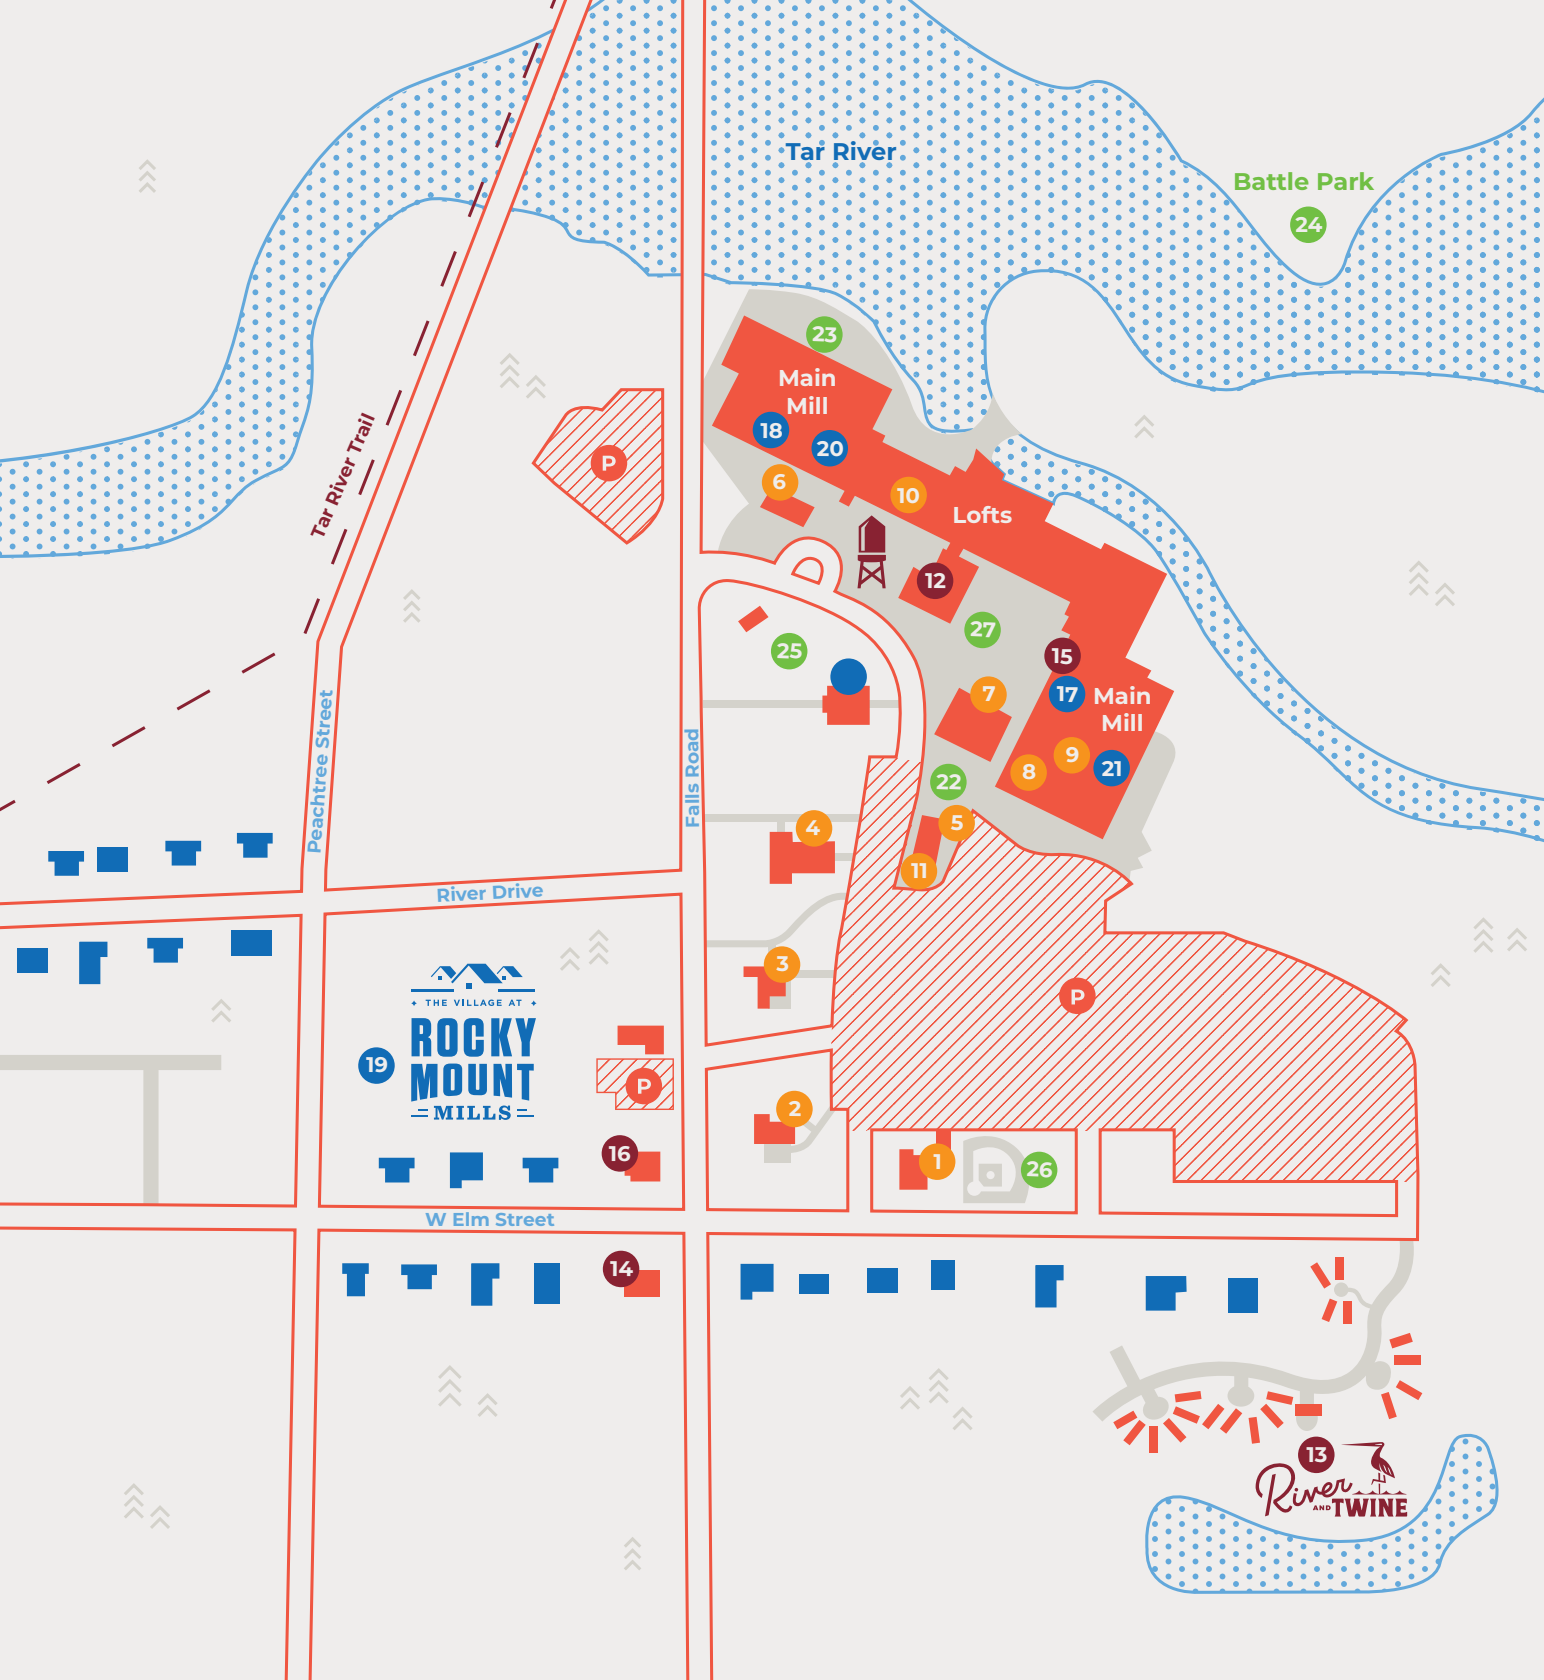 Tar River
Battle Park
24
23
Main
Mill
18
20
P
6
10
Lofts
Tar River Trail
12
27
25
15
7
17
Main
Mill
Peachtree Street
Falls Road
9
8
21
22
4
5
11
River Drive
3
THE VILLAGE AT
ROCKY
MOUNT
MILLS
19
P
P
2
16
1
26
W Elm Street
14
13
River
AND TWINE